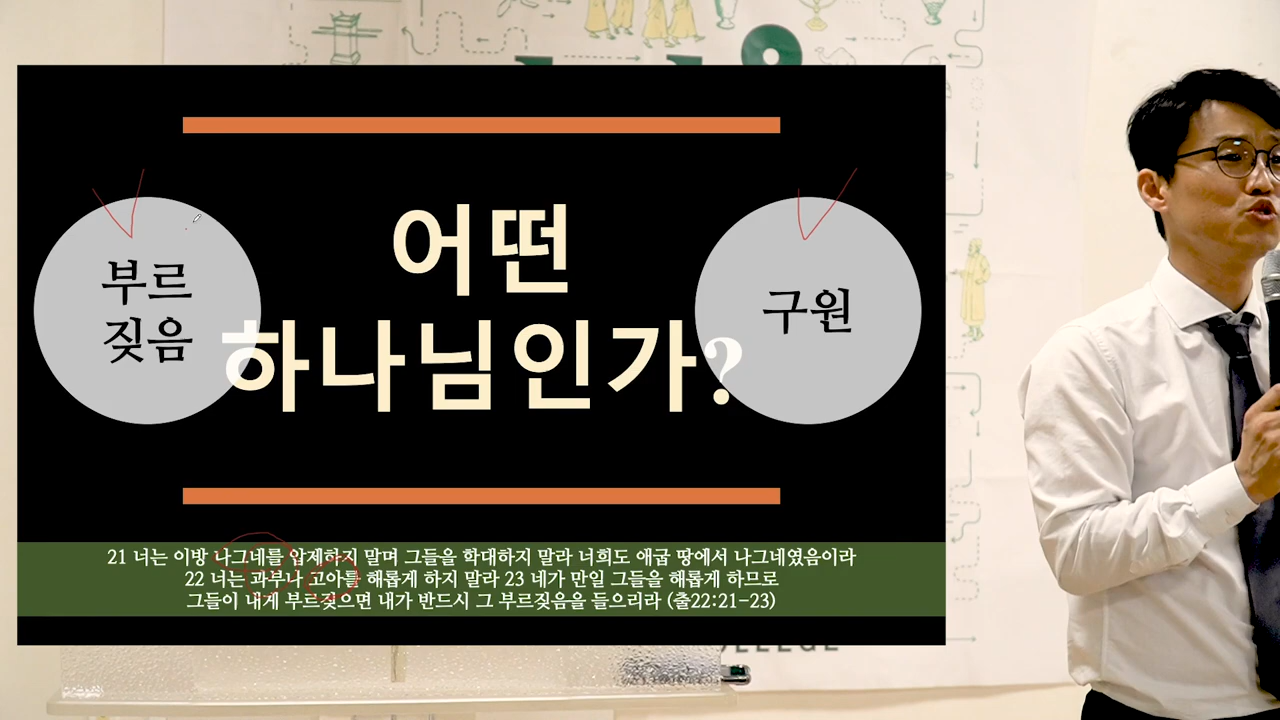 부르
짖음
어떤
하나님인가?
구원
21 너는 이방 나그네를 압제하지 말며 그들을 학대하지 말라 너희도 애굽 땅에서 나그네였음이라
22 너는 과부나 고아를 해롭게 하지 말라 23 네가 만일 그들을 해롭게 하므로
그들이 내게 부르짖으면 내가 반드시 그 부르짖음을 들으리라 (출22:21-23)